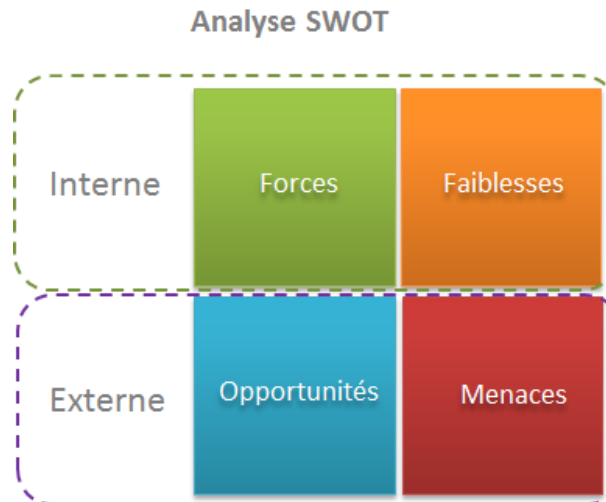 Analyse SWOT
Interne
Forces
Faiblesses
Externe
Opportunités
Menaces